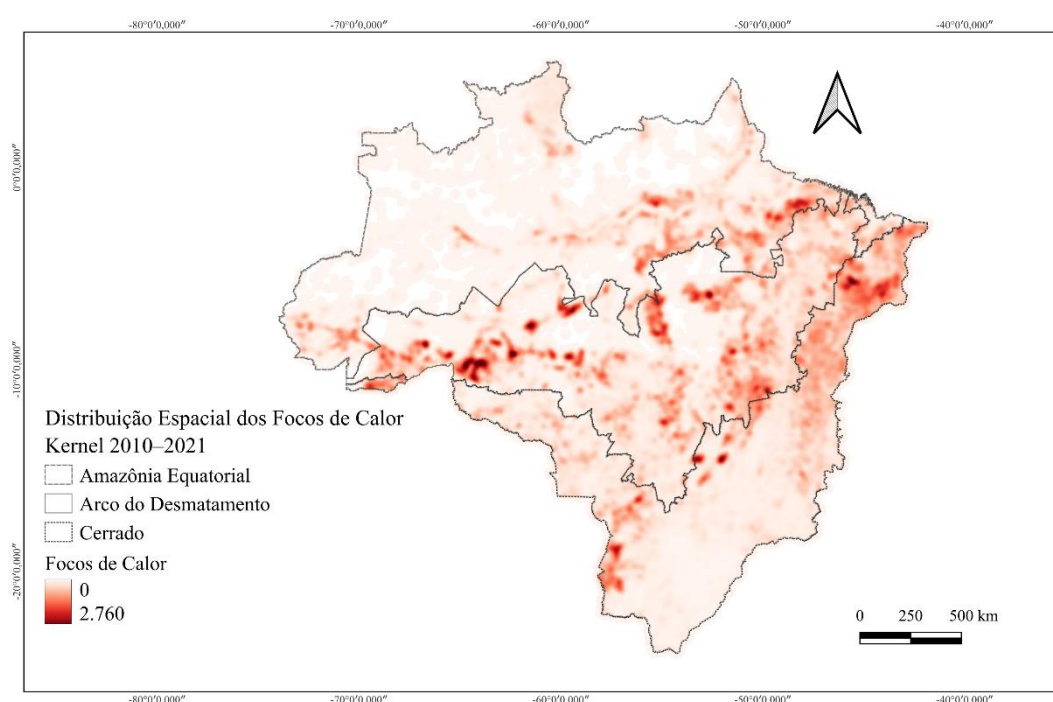 -80°0'0,000" -70°0'0,000" -60°0'0,000" -50°0'0,000" -40°0'0,000"
0°0'0,000"
-10°0'0,000"
-20°0'0,000"
Distribuição Espacial dos Focos de Calor
Kernel 2010–2021
Amazônia Equatorial
Arco do Desmatamento
Cerrado
Focos de Calor
0
2.760
0 250 500 km
-80°0'0,000" -70°0'0,000" -60°0'0,000" -50°0'0,000" -40°0'0,000"